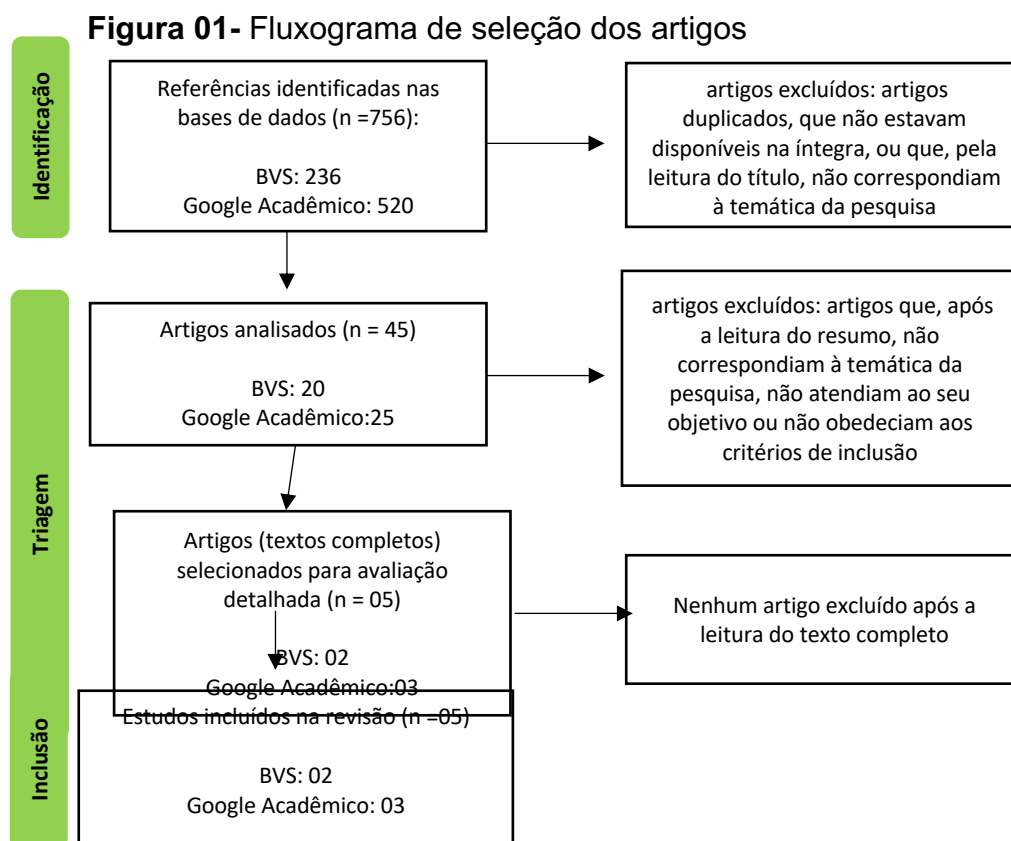 Figura 01- Fluxograma de seleção dos artigos
Identificação
Referências identificadas nas
bases de dados (n =756):
BVS: 236
Google Acadêmico: 520
artigos excluídos: artigos
duplicados, que não estavam
disponíveis na íntegra, ou que, pela
leitura do título, não correspondiam
à temática da pesquisa
Triagem
Artigos analisados (n = 45)
BVS: 20
Google Acadêmico:25
artigos excluídos: artigos que, após
a leitura do resumo, não
correspondiam à temática da
pesquisa, não atendiam ao seu
objetivo ou não obedeciam aos
critérios de inclusão
Artigos (textos completos)
selecionados para avaliação
detalhada (n = 05)
BVS: 02
Google Acadêmico:03
Nenhum artigo excluído após a
leitura do texto completo
Inclusão
Estudos incluídos na revisão (n =05)
BVS: 02
Google Acadêmico: 03